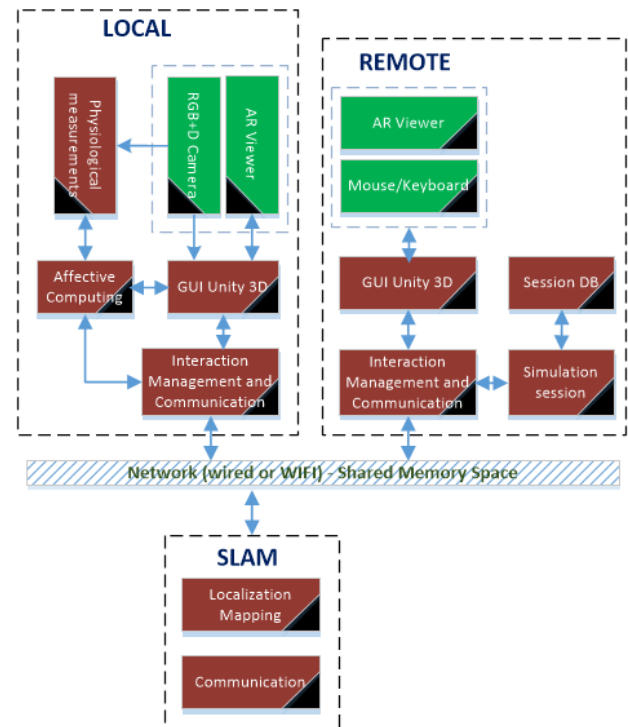 LOCAL
Physiological
measurements
RGB+D Camera
AR Viewer
Affective
Computing
GUI Unity 3D
Interaction
Management and
Communication
REMOTE
AR Viewer
Mouse/Keyboard
GUI Unity 3D
Session DB
Interaction
Management and
Communication
Simulation
session
Network (wired or WIFI) - Shared Memory Space
SLAM
Localization
Mapping
Communication